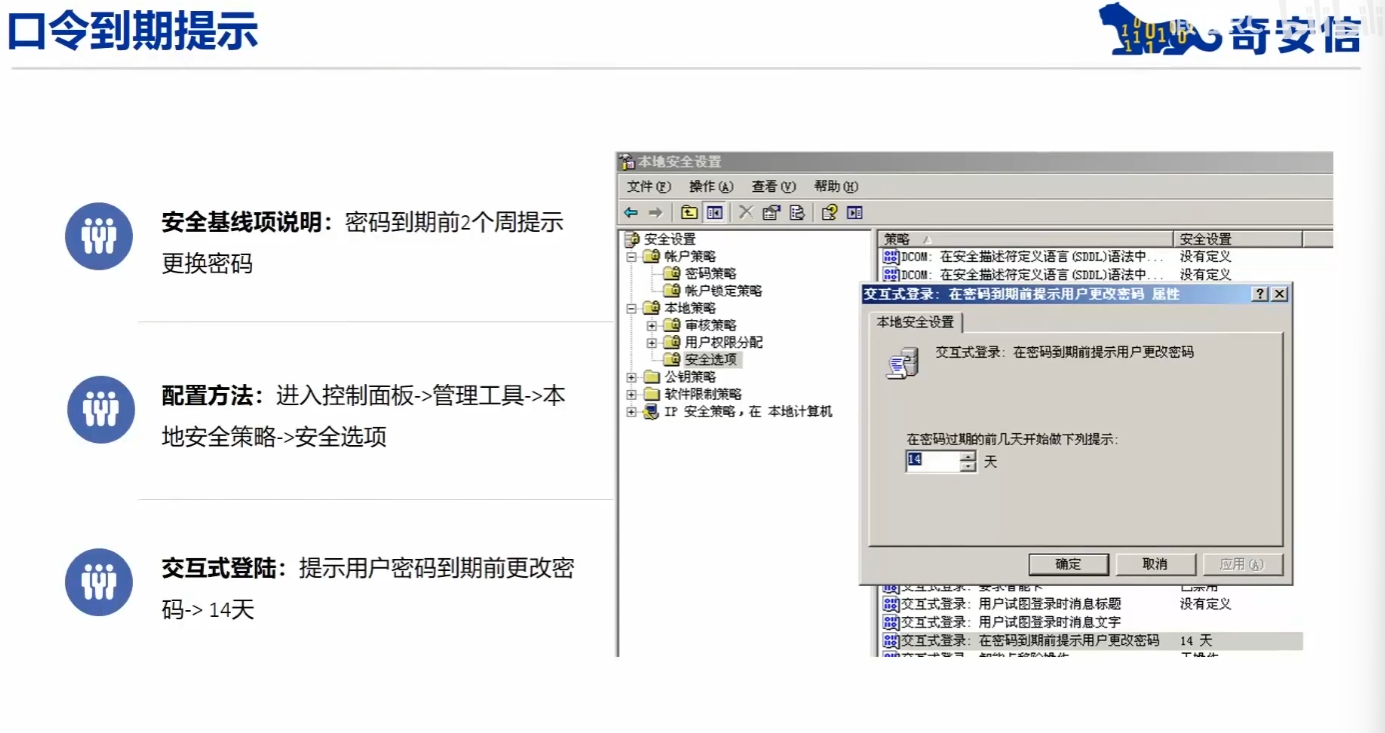 口令到期提示
奇安信
安全基线项说明：密码到期前2个周提示
更换密码
配置方法：进入控制面板->管理工具->本
地安全策略->安全选项
交互式登陆：提示用户密码到期前更改密
码-> 14天
本地安全设置
文件(F) 操作(A) 查看(V) 帮助(H)
安全设置
帐户策略
密码策略
帐户锁定策略
本地策略
审核策略
用户权限分配
安全选项
公钥策略
软件限制策略
IP 安全策略，在 本地计算机
策略 安全设置
DCOM: 在安全描述符定义语言(SDDL)语法中... 没有定义
DCOM: 在安全描述符定义语言(SDDL)语法中... 没有定义
交互式登录: 在密码到期前提示用户更改密码 属性
本地安全设置
交互式登录: 在密码到期前提示用户更改密码
在密码过期的前几天开始做下列提示:
14 天
确定 取消 应用(A)
交互式登录: 要求智能卡 已禁用
交互式登录: 用户试图登录时消息标题 没有定义
交互式登录: 用户试图登录时消息文字
交互式登录: 在密码到期前提示用户更改密码 14 天